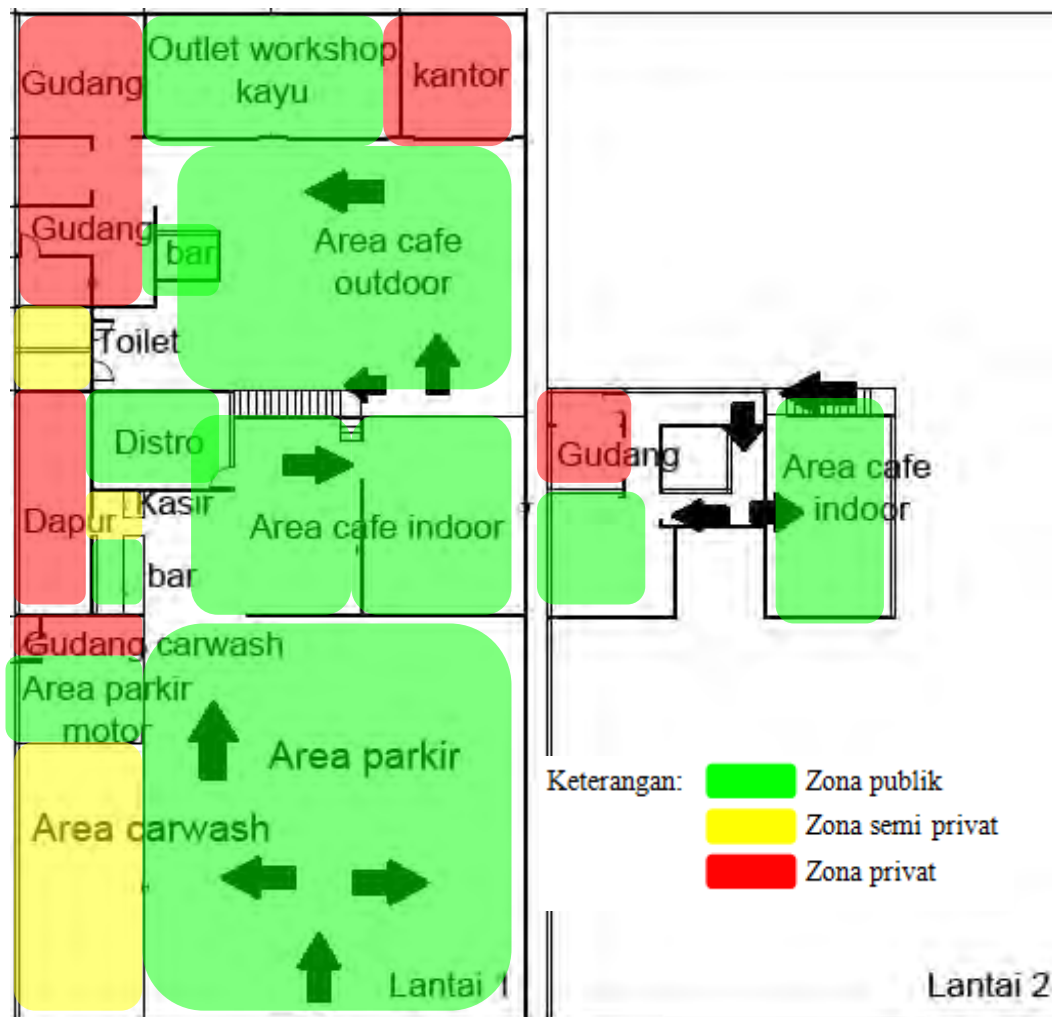 Outlet workshop
kayu
Gudang
kantor
Gudang
bar
Area cafe
outdoor
Toilet
Distro
Kasir
Dapur
Area cafe indoor
bar
Gudang carwash
Area parkir
motor
Area parkir
Area carwash
Lantai 1
Gudang
Area cafe
indoor
Keterangan:
Zona publik
Zona semi privat
Zona privat
Lantai 2